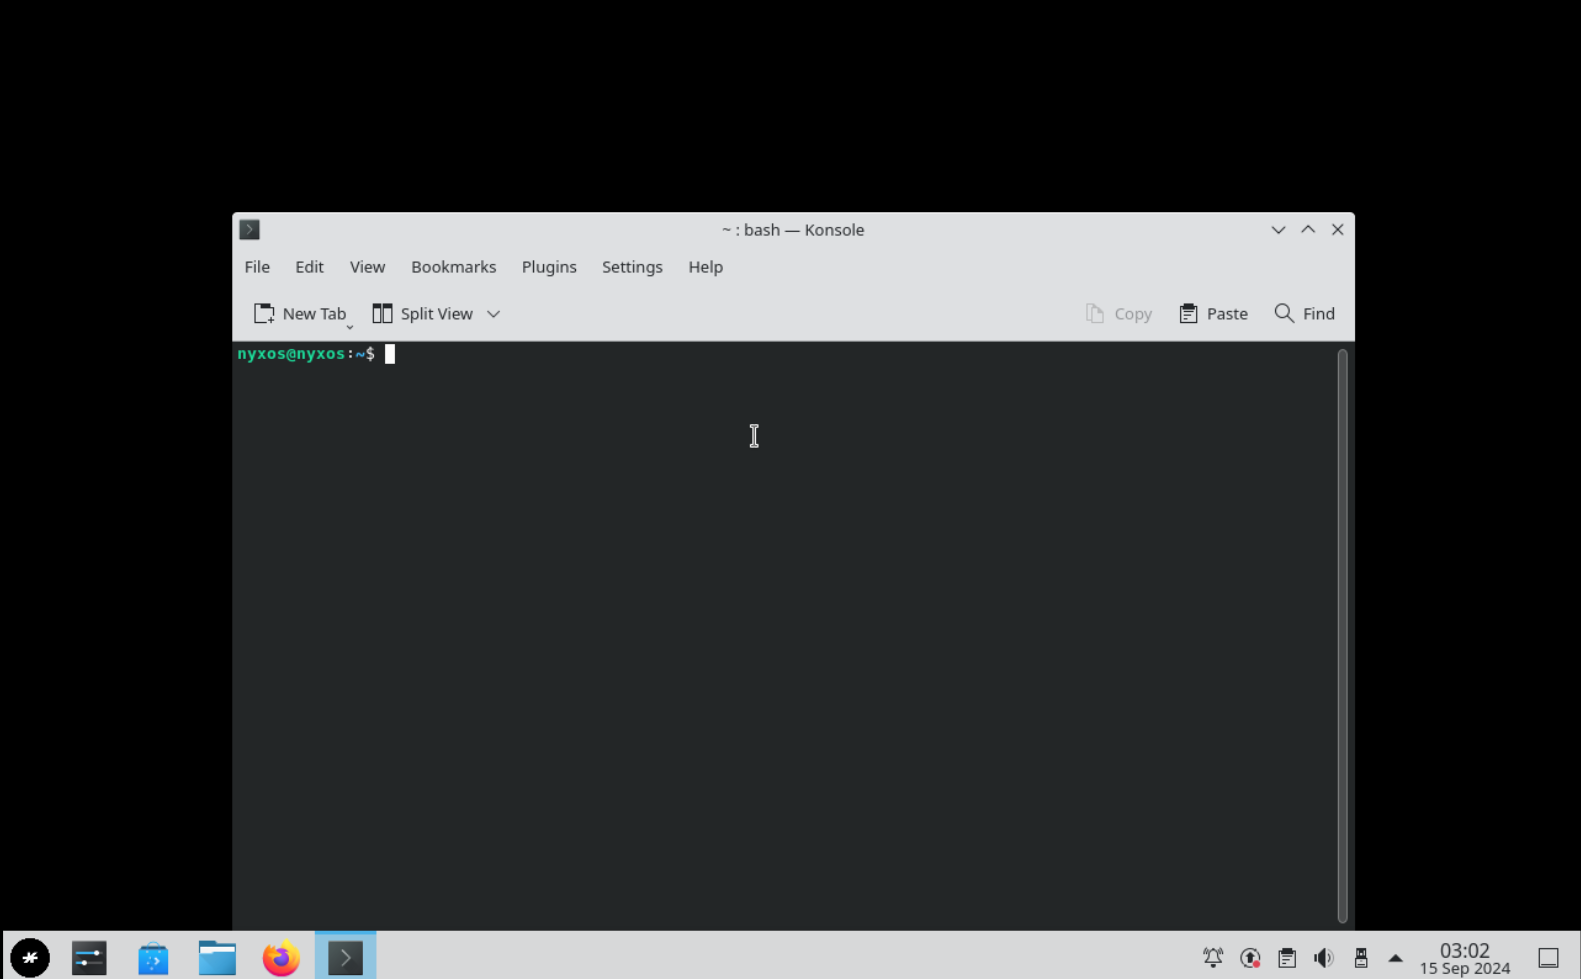 ~ : bash — Konsole
File Edit View Bookmarks Plugins Settings Help
New Tab Split View Copy Paste Find
nyxos@nyxos:~$
03:02
15 Sep 2024